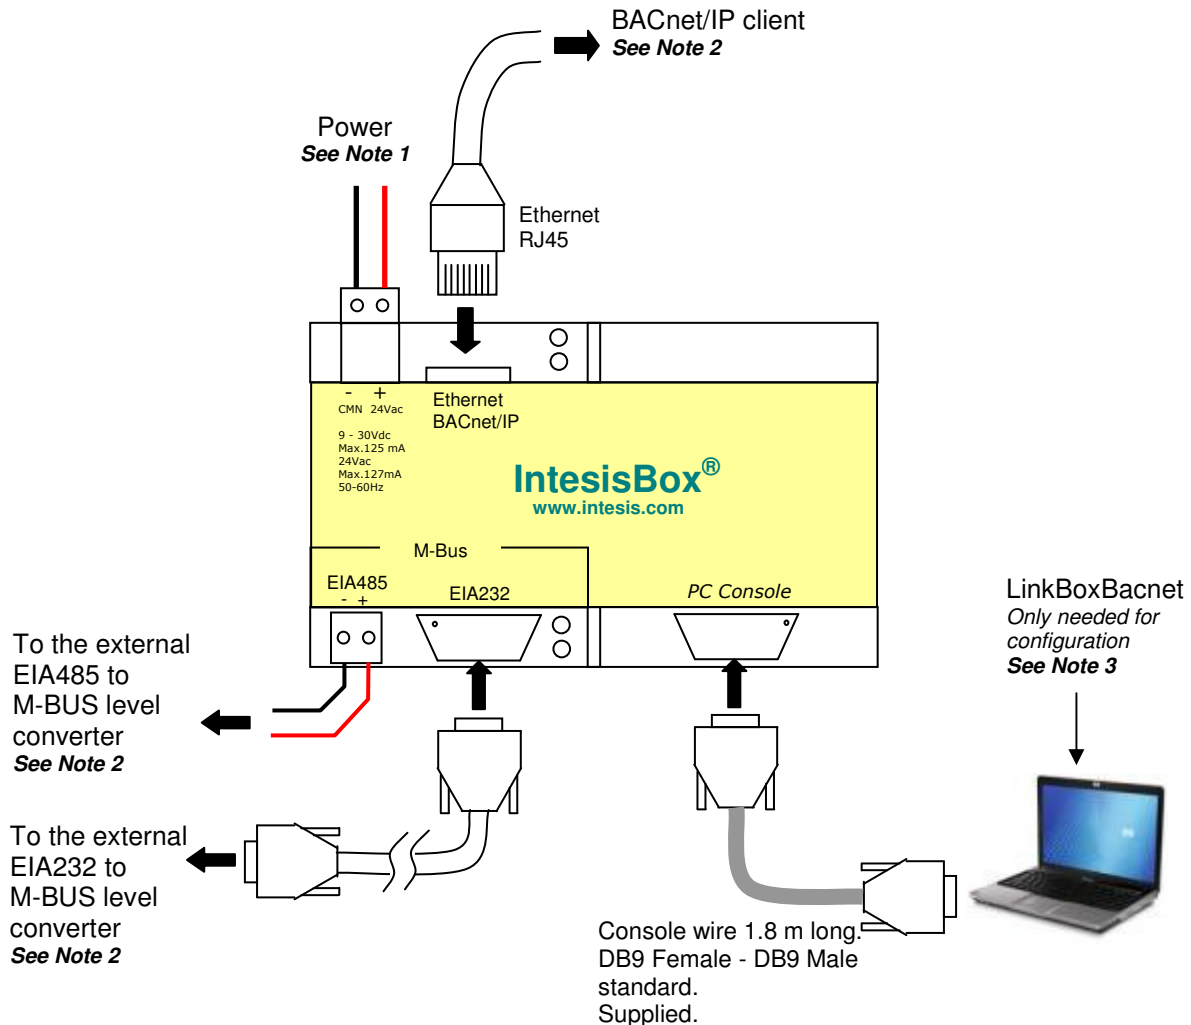 BACnet/IP client
See Note 2
Power
See Note 1
Ethernet
RJ45
- +
CMN 24Vac
9 - 30Vdc
Max.125 mA
24Vac
Max.127mA
50-60Hz
Ethernet
BACnet/IP
IntesisBox®
www.intesis.com
M-Bus
EIA485
- +
EIA232
PC Console
LinkBoxBacnet
Only needed for
configuration
See Note 3
To the external
EIA485 to
M-BUS level
converter
See Note 2
To the external
EIA232 to
M-BUS level
converter
See Note 2
Console wire 1.8 m long.
DB9 Female - DB9 Male
standard.
Supplied.